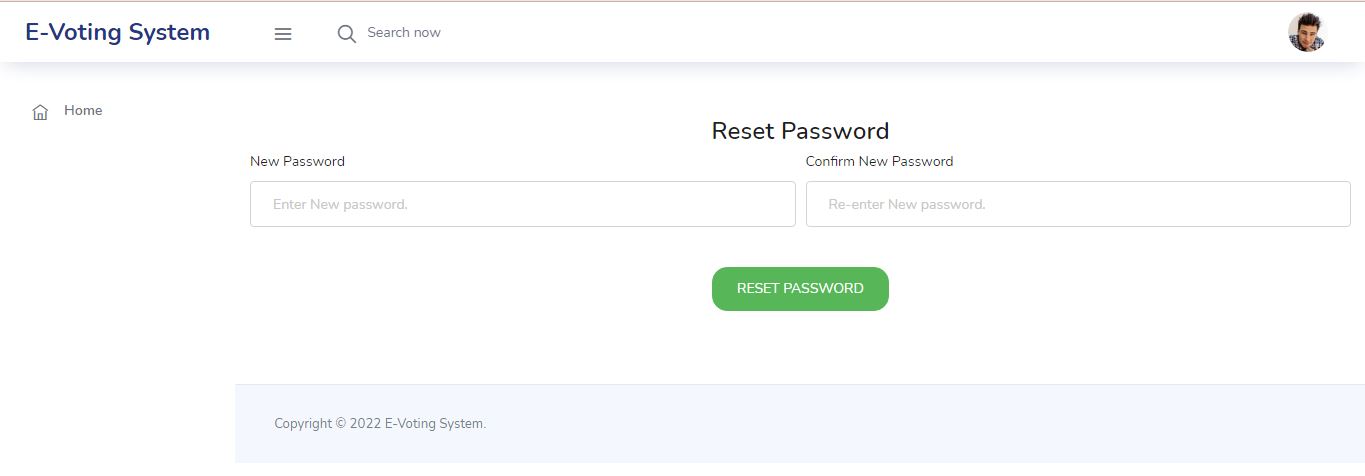 E-Voting System
Search now
Home
Reset Password
New Password
Confirm New Password
Enter New password.
Re-enter New password.
RESET PASSWORD
Copyright © 2022 E-Voting System.